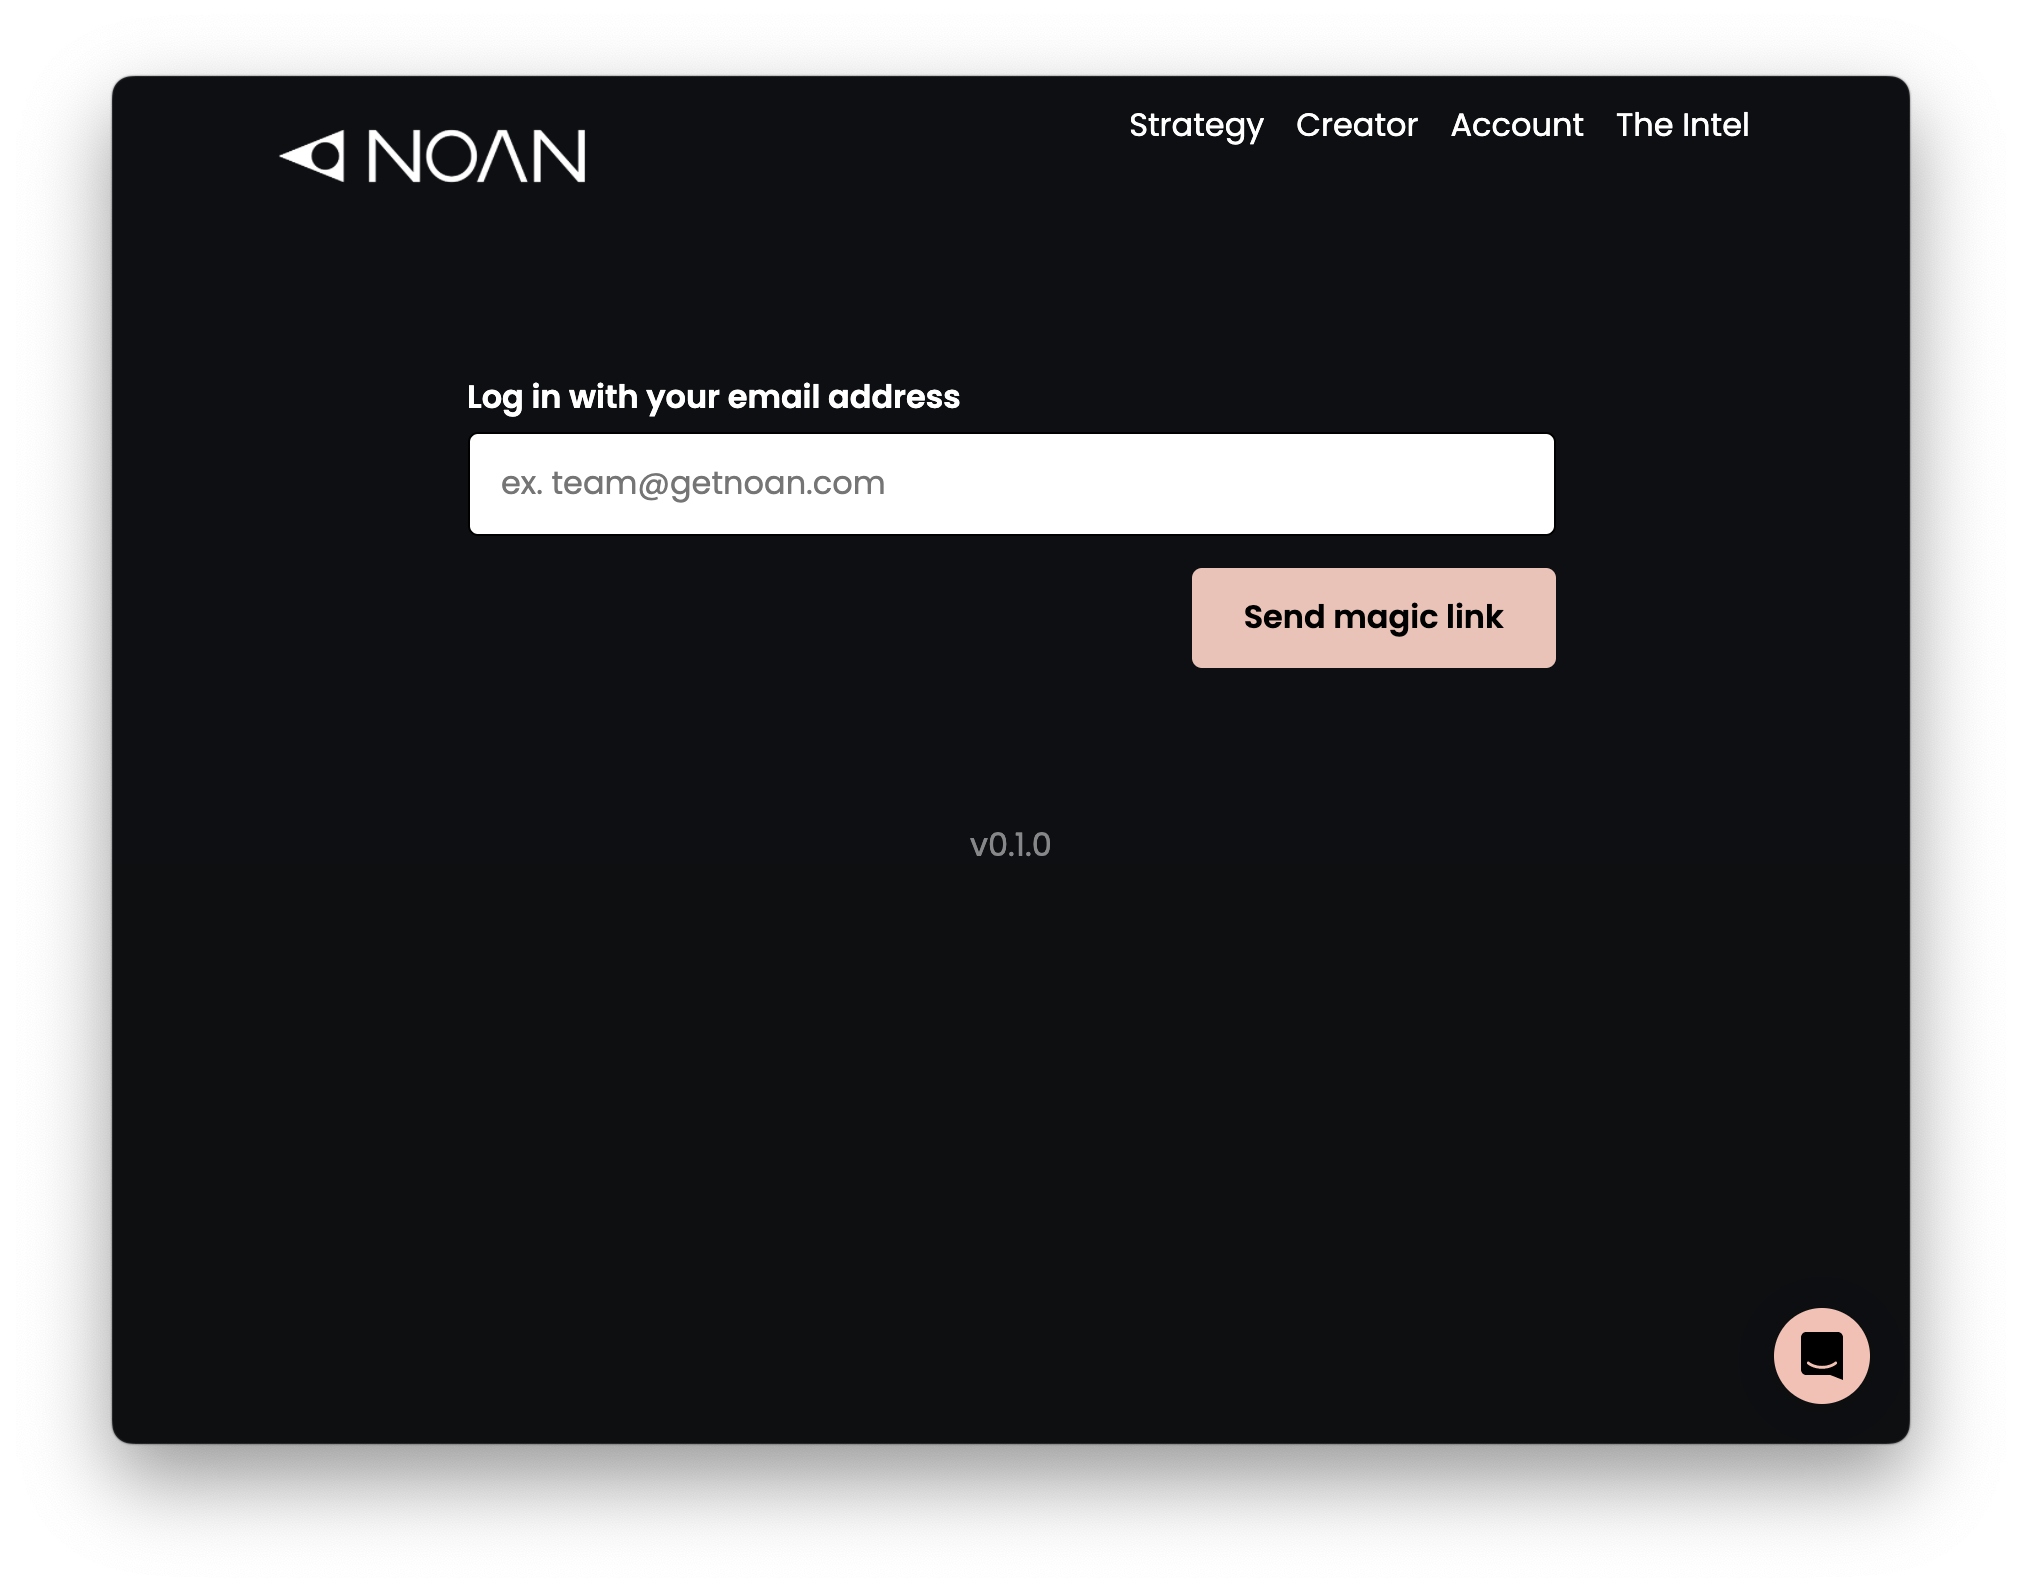 NOAN
Strategy Creator Account The Intel
Log in with your email address
ex. team@getnoan.com
Send magic link
v0.1.0